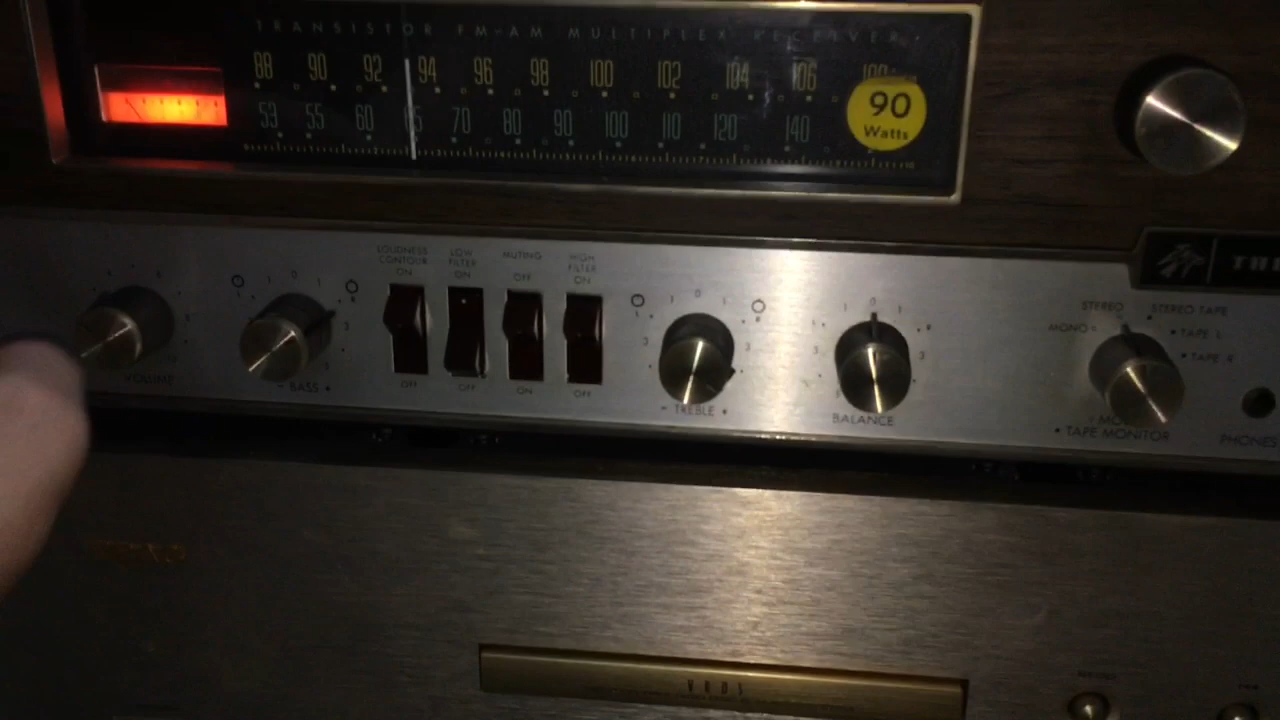 TRANSISTOR FM-AM MULTIPLEX RECEIVER
88 90 92 94 96 98 100 102 104 106
53 55 60 65 70 80 90 100 110 120 140
90
Watts
LOUDNESS
CONTOUR
ON
OFF
LOW
FILTER
ON
OFF
MUTING
OFF
ON
HIGH
FILTER
ON
OFF
VOLUME
- BASS +
- TREBLE +
BALANCE
STEREO
STEREO TAPE
MONO
TAPE L
TAPE R
TAPE MONITOR
PHONES